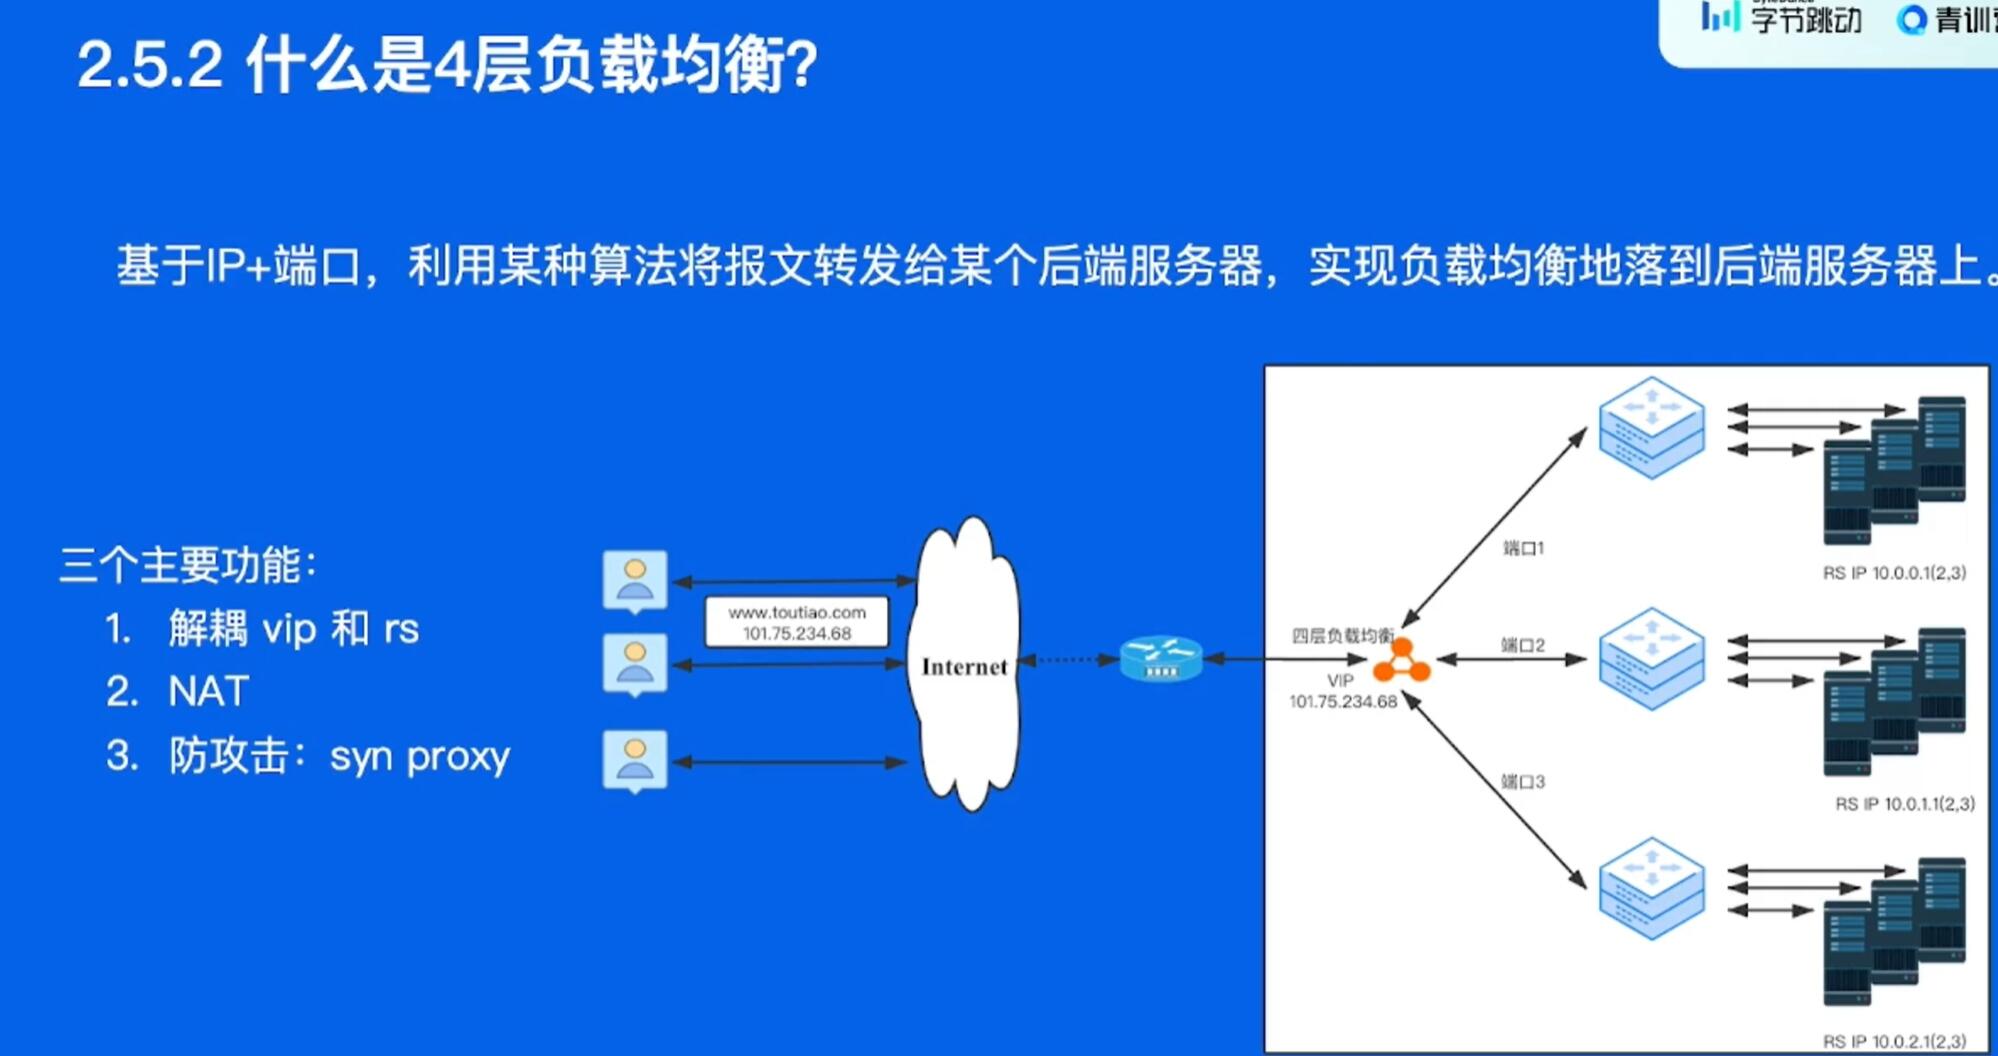 字节跳动 青训
2.5.2 什么是4层负载均衡?
基于IP+端口，利用某种算法将报文转发给某个后端服务器，实现负载均衡地落到后端服务器上。
三个主要功能：
1. 解耦 vip 和 rs
2. NAT
3. 防攻击：syn proxy
www.toutiao.com
101.75.234.68
Internet
四层负载均衡
VIP
101.75.234.68
端口1
端口2
端口3
RS IP 10.0.0.1(2,3)
RS IP 10.0.1.1(2,3)
RS IP 10.0.2.1(2,3)